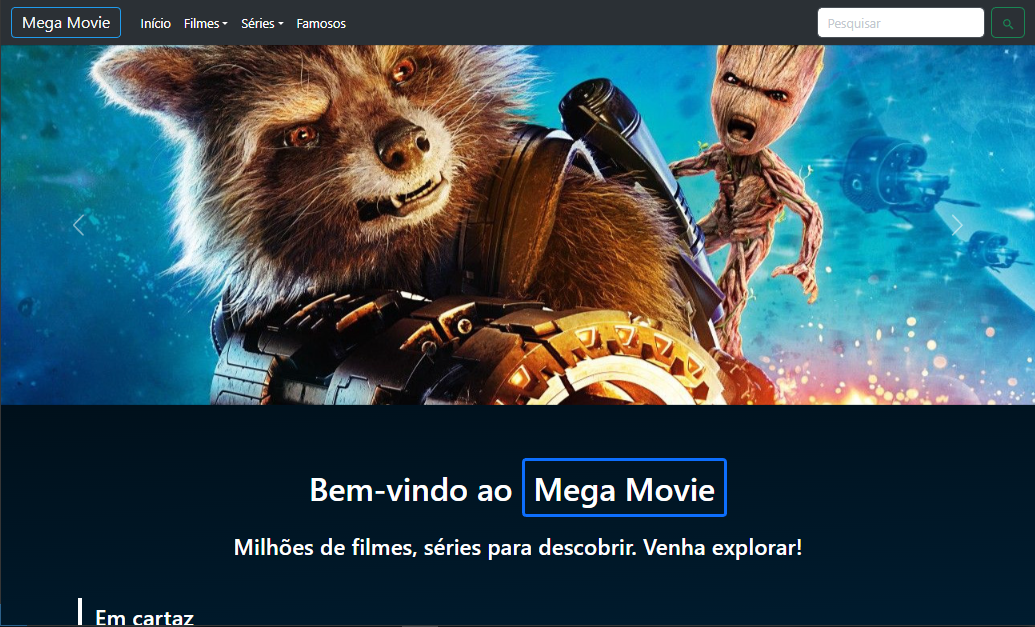 Mega Movie Início Filmes Séries Famosos Pesquisar
Bem-vindo ao Mega Movie
Milhões de filmes, séries para descobrir. Venha explorar!
Em cartaz